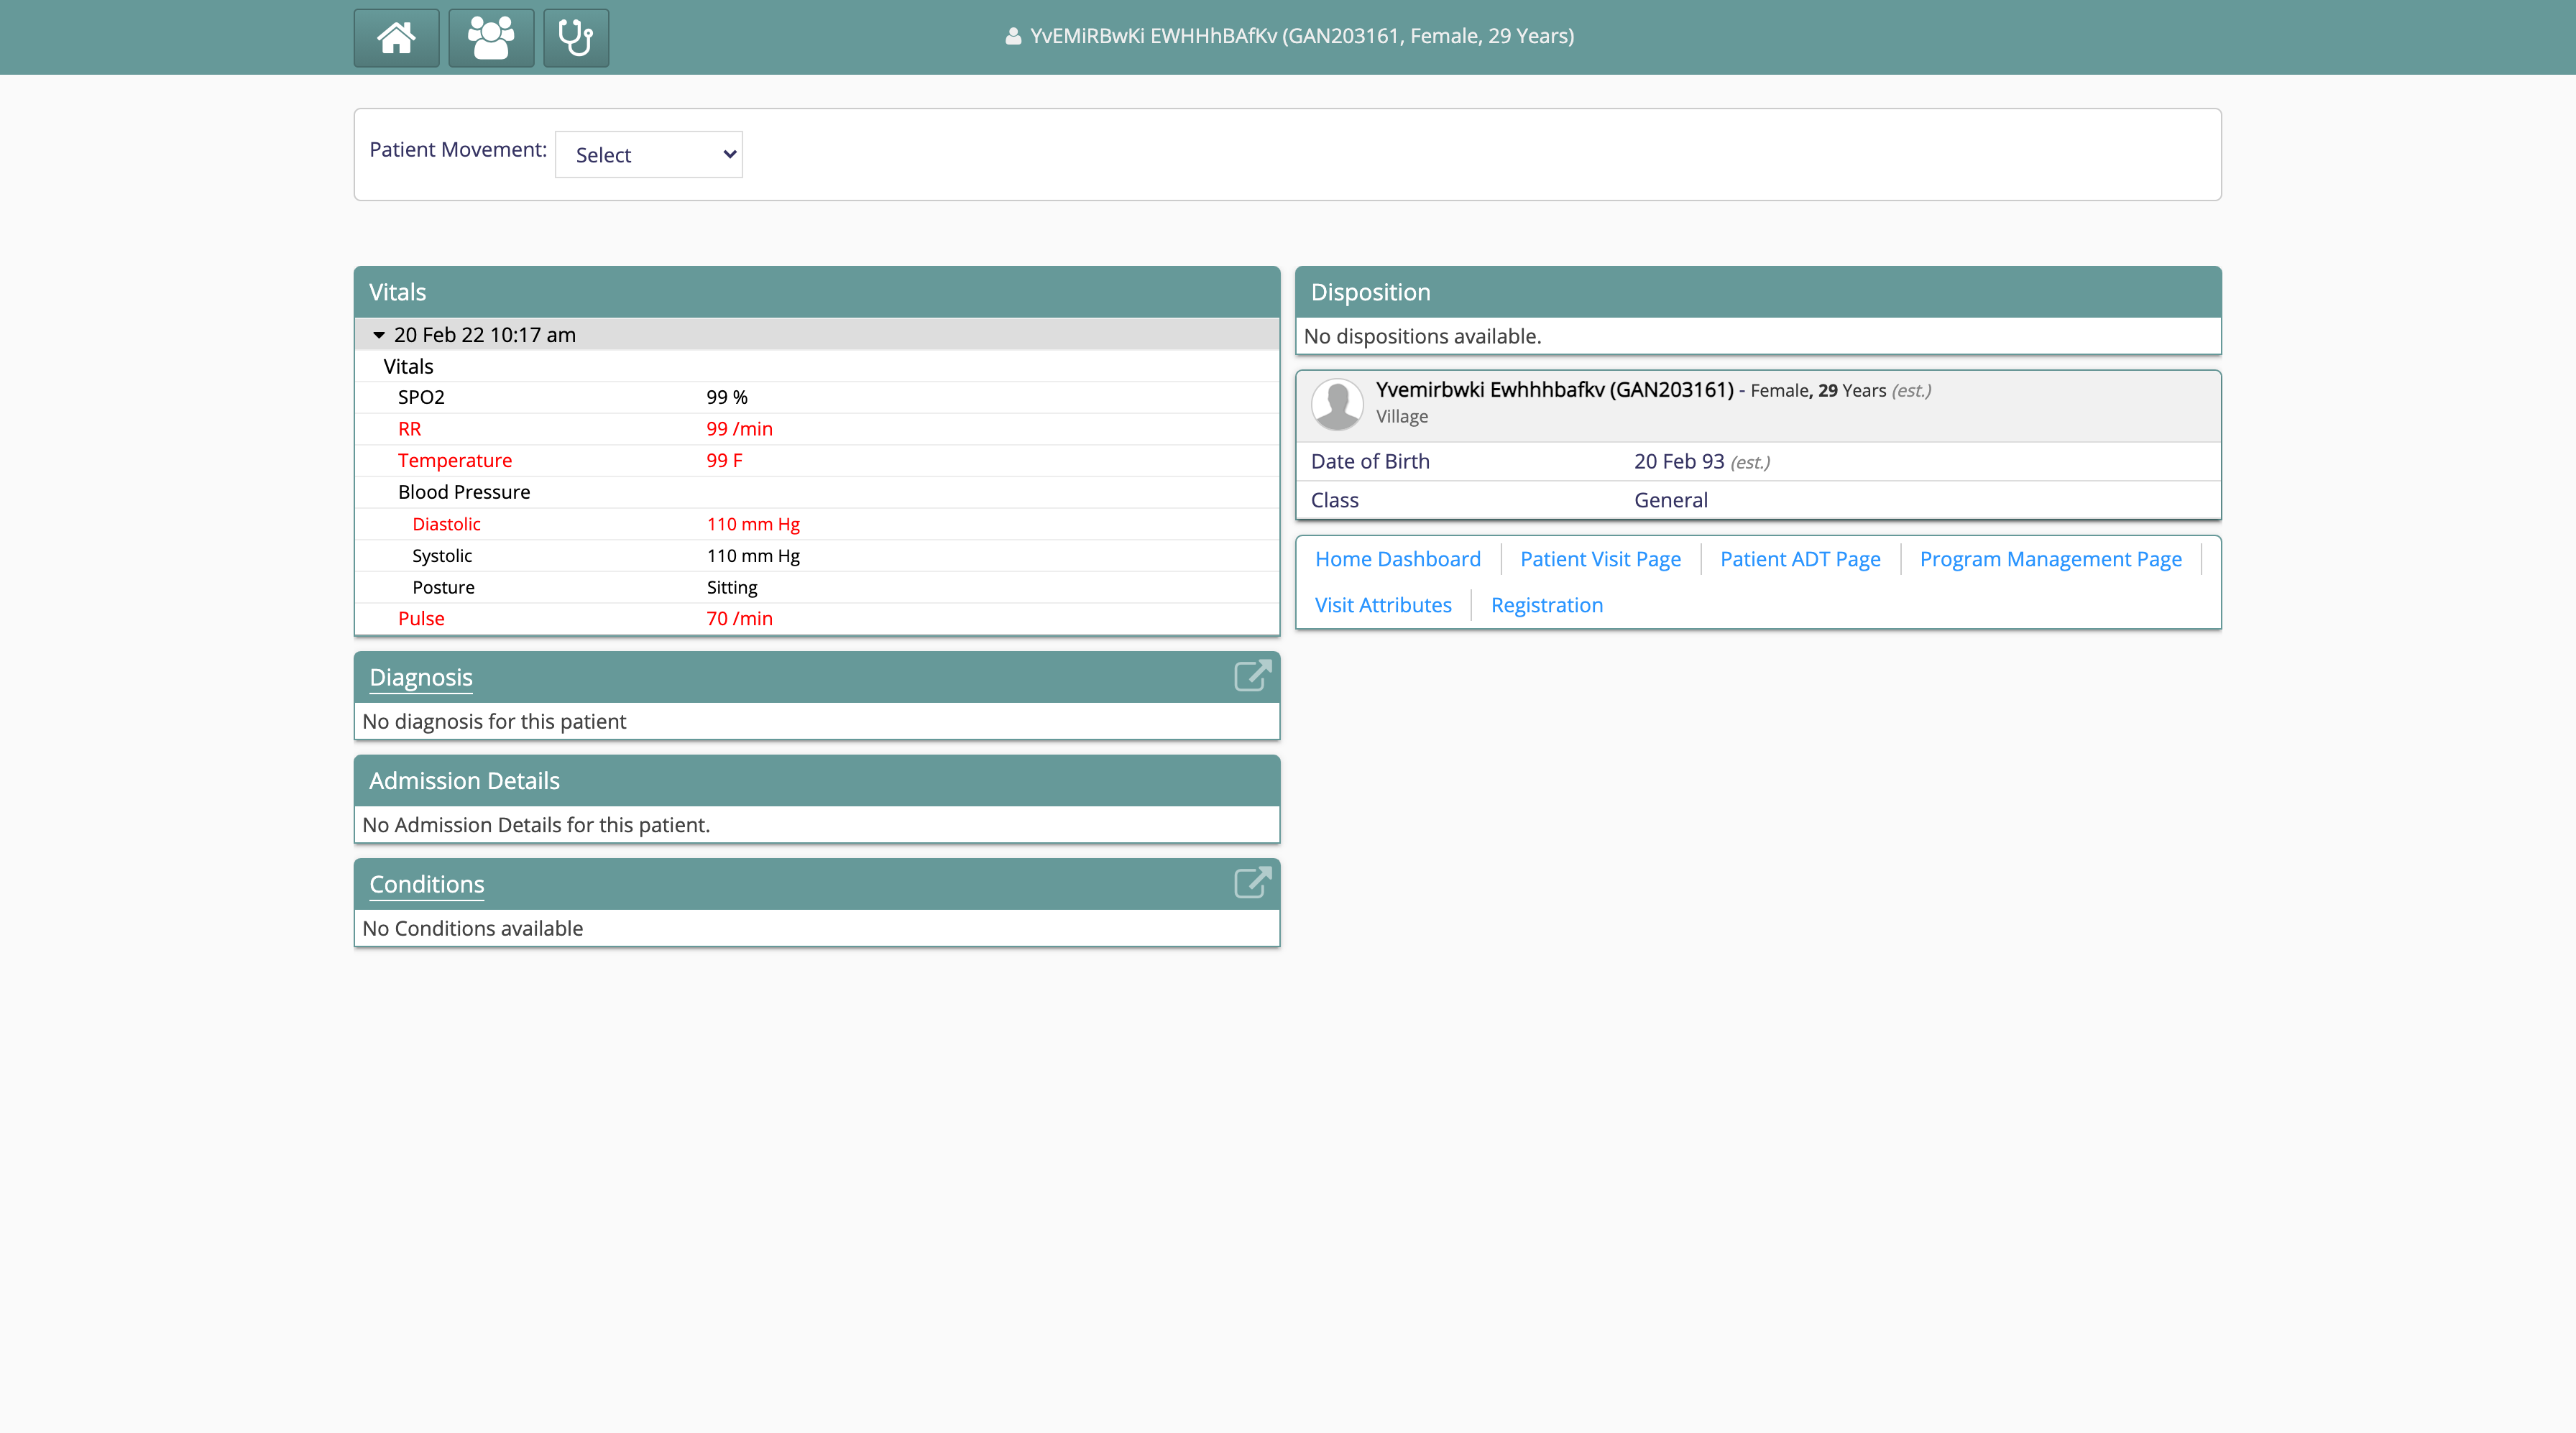 YvEMiRBwKi EWHHhBAfKv (GAN203161, Female, 29 Years)
Patient Movement: Select
Vitals
20 Feb 22 10:17 am
Vitals
SPO2 99 %
RR 99 /min
Temperature 99 F
Blood Pressure
Diastolic 110 mm Hg
Systolic 110 mm Hg
Posture Sitting
Pulse 70 /min
Diagnosis
No diagnosis for this patient
Admission Details
No Admission Details for this patient.
Conditions
No Conditions available
Disposition
No dispositions available.
Yvemirbwki Ewhhhbafkv (GAN203161) - Female, 29 Years (est.)
Village
Date of Birth 20 Feb 93 (est.)
Class General
Home Dashboard Patient Visit Page Patient ADT Page Program Management Page
Visit Attributes Registration